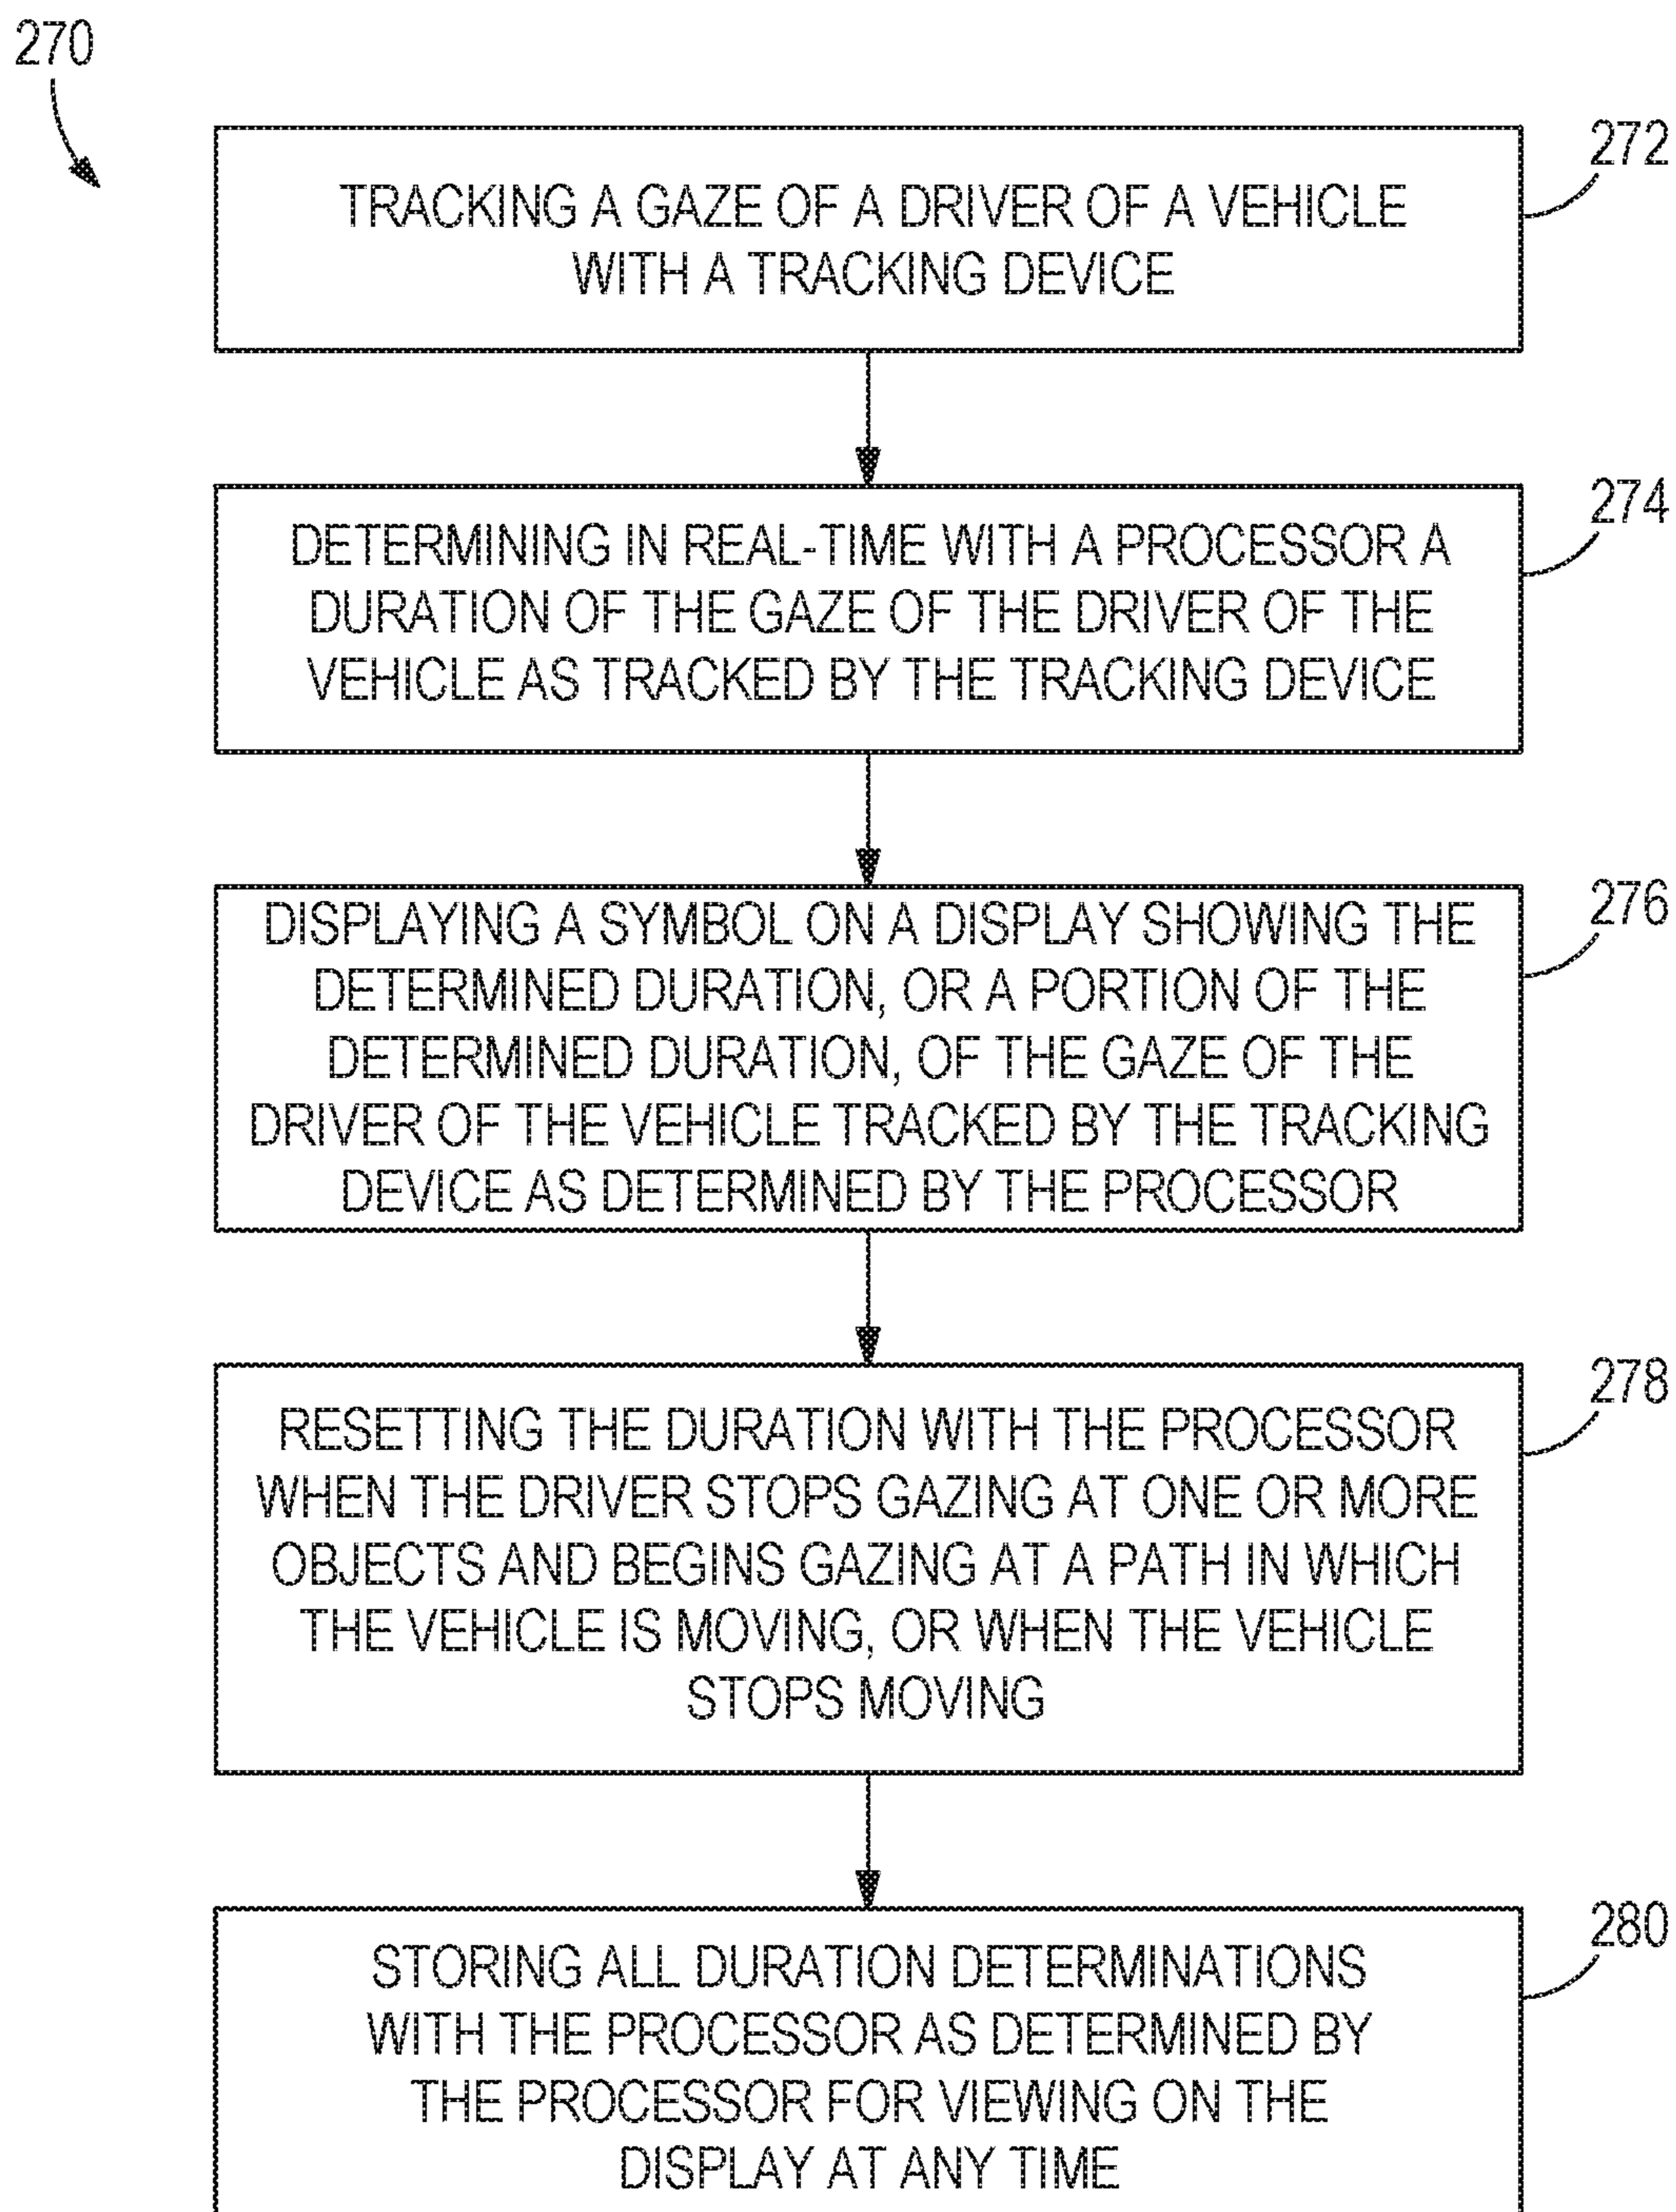 270
272
TRACKING A GAZE OF A DRIVER OF A VEHICLE
WITH A TRACKING DEVICE
274
DETERMINING IN REAL-TIME WITH A PROCESSOR A
DURATION OF THE GAZE OF THE DRIVER OF THE
VEHICLE AS TRACKED BY THE TRACKING DEVICE
276
DISPLAYING A SYMBOL ON A DISPLAY SHOWING THE
DETERMINED DURATION, OR A PORTION OF THE
DETERMINED DURATION, OF THE GAZE OF THE
DRIVER OF THE VEHICLE TRACKED BY THE TRACKING
DEVICE AS DETERMINED BY THE PROCESSOR
278
RESETTING THE DURATION WITH THE PROCESSOR
WHEN THE DRIVER STOPS GAZING AT ONE OR MORE
OBJECTS AND BEGINS GAZING AT A PATH IN WHICH
THE VEHICLE IS MOVING, OR WHEN THE VEHICLE
STOPS MOVING
280
STORING ALL DURATION DETERMINATIONS
WITH THE PROCESSOR AS DETERMINED BY
THE PROCESSOR FOR VIEWING ON THE
DISPLAY AT ANY TIME